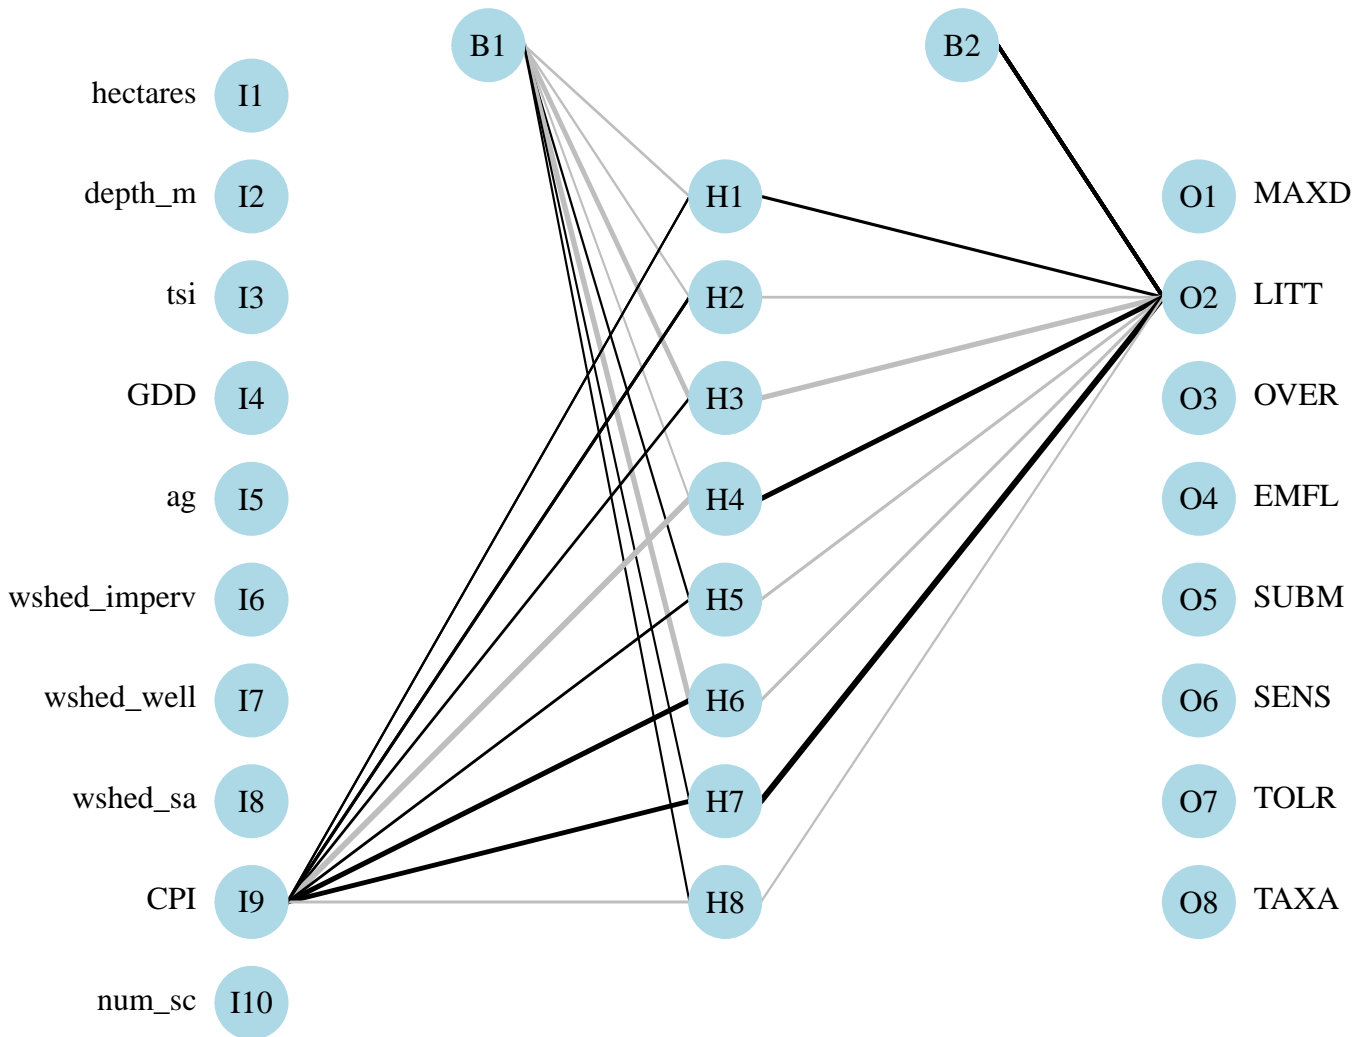 B1 B2
hectares I1
depth_m I2 H1 O1 MAXD
tsi I3 H2 O2 LITT
GDD I4 H3 O3 OVER
ag I5 H4 O4 EMFL
wshed_imperv I6 H5 O5 SUBM
wshed_well I7 H6 O6 SENS
wshed_sa I8 H7 O7 TOLR
CPI I9 H8 O8 TAXA
num_sc I10